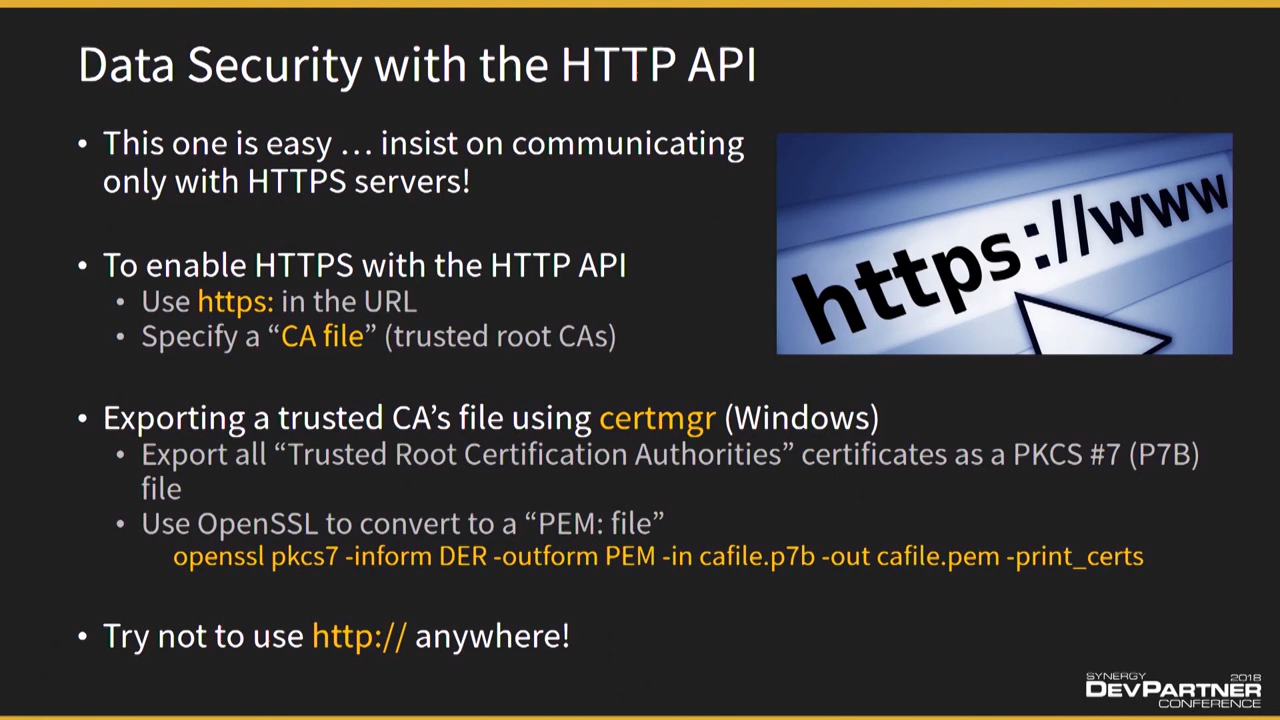 Data Security with the HTTP API
• This one is easy … insist on communicating
only with HTTPS servers!
https://www
• To enable HTTPS with the HTTP API
• Use https: in the URL
• Specify a “CA file” (trusted root CAs)
• Exporting a trusted CA’s file using certmgr (Windows)
• Export all “Trusted Root Certification Authorities” certificates as a PKCS #7 (P7B)
file
• Use OpenSSL to convert to a “PEM: file”
openssl pkcs7 -inform DER -outform PEM -in cafile.p7b -out cafile.pem -print_certs
• Try not to use http:// anywhere!
SYNERGY 2018
DEVPARTNER
CONFERENCE